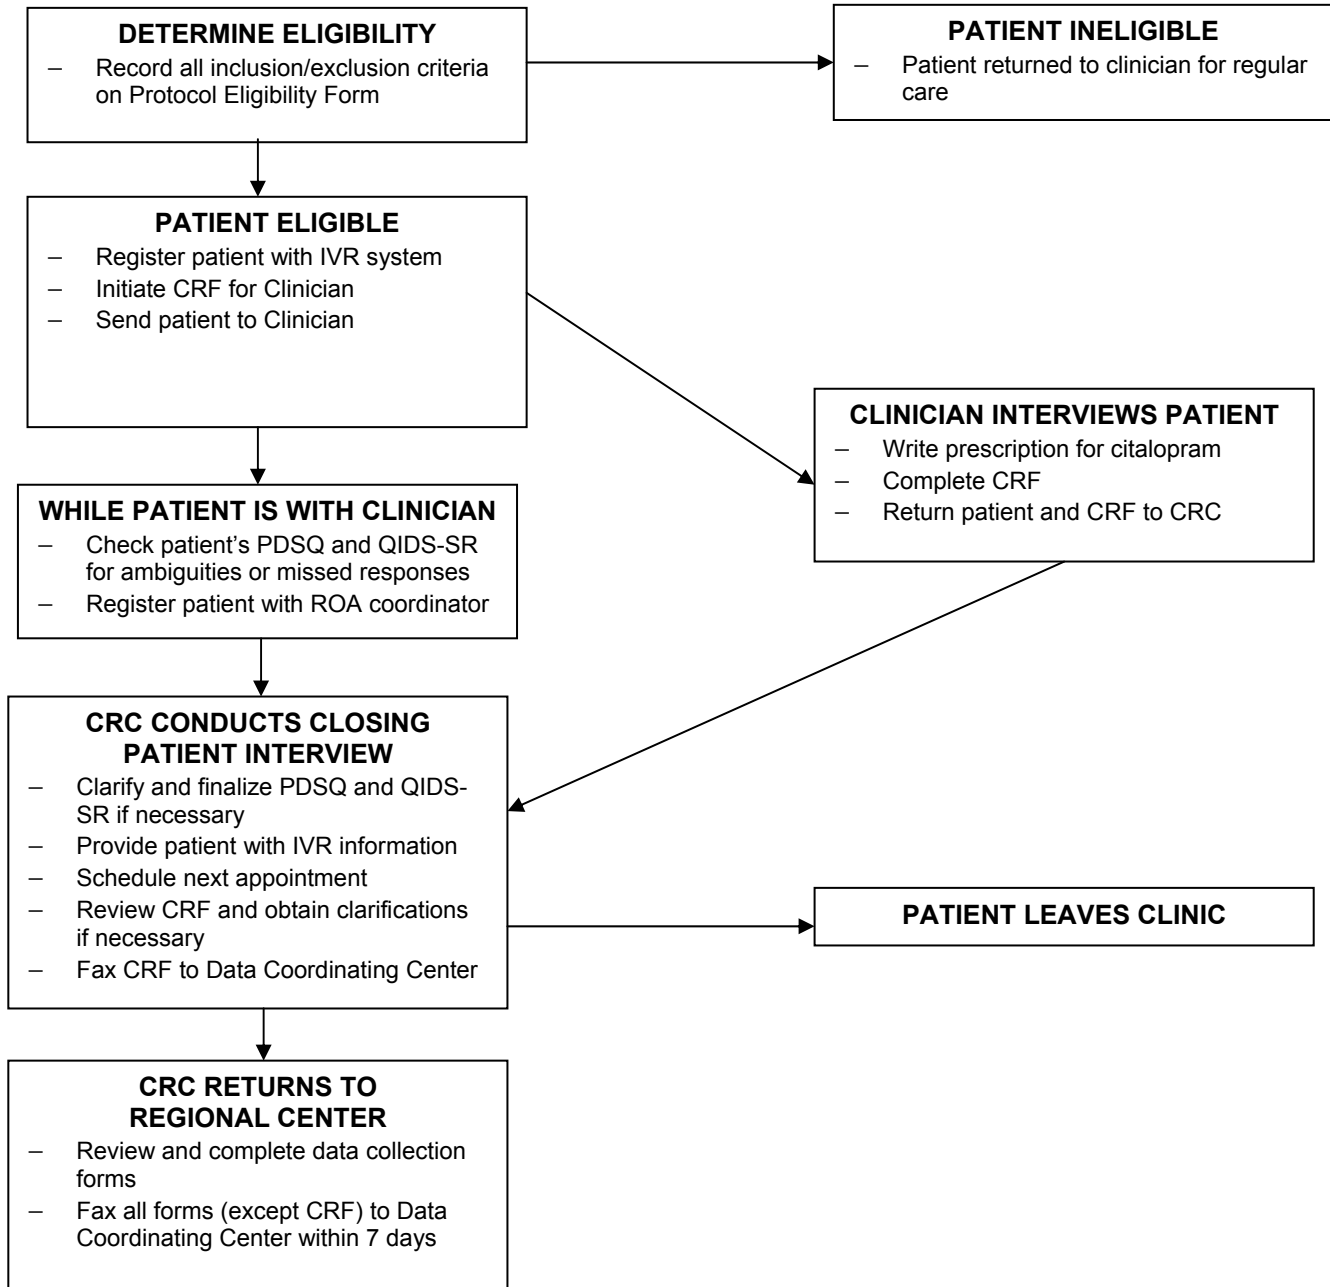 DETERMINE ELIGIBILITY
– Record all inclusion/exclusion criteria
on Protocol Eligibility Form
PATIENT INELIGIBLE
– Patient returned to clinician for regular
care
PATIENT ELIGIBLE
– Register patient with IVR system
– Initiate CRF for Clinician
– Send patient to Clinician
CLINICIAN INTERVIEWS PATIENT
– Write prescription for citalopram
– Complete CRF
– Return patient and CRF to CRC
WHILE PATIENT IS WITH CLINICIAN
– Check patient’s PDSQ and QIDS-SR
for ambiguities or missed responses
– Register patient with ROA coordinator
CRC CONDUCTS CLOSING
PATIENT INTERVIEW
– Clarify and finalize PDSQ and QIDS-
SR if necessary
– Provide patient with IVR information
– Schedule next appointment
– Review CRF and obtain clarifications
if necessary
– Fax CRF to Data Coordinating Center
PATIENT LEAVES CLINIC
CRC RETURNS TO
REGIONAL CENTER
– Review and complete data collection
forms
– Fax all forms (except CRF) to Data
Coordinating Center within 7 days